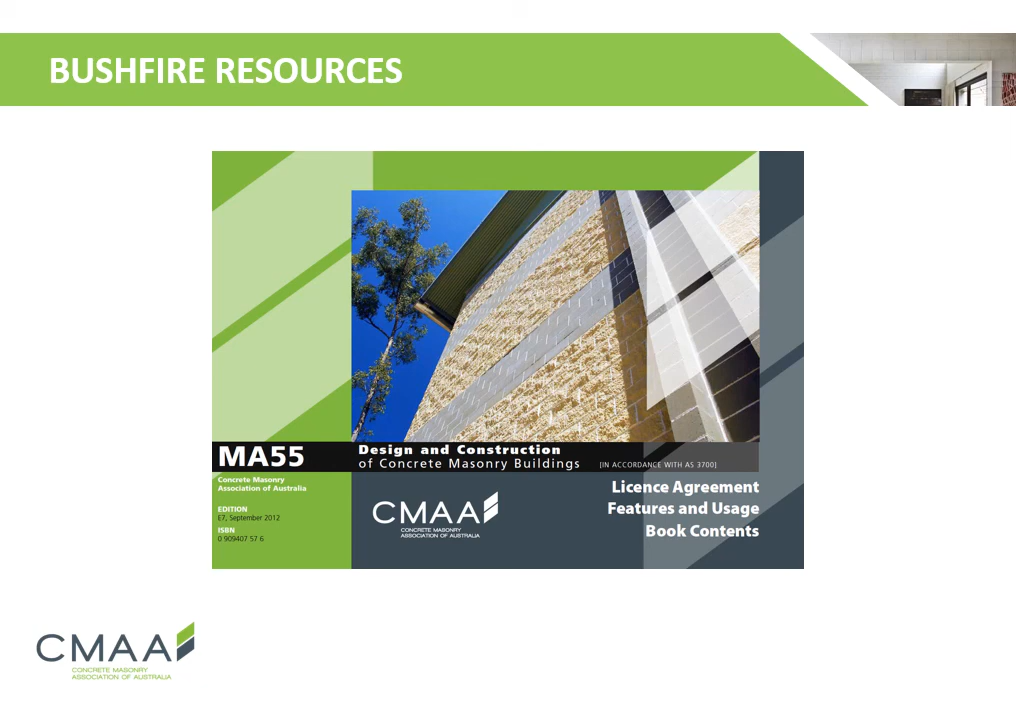 BUSHFIRE RESOURCES
MA55
Design and Construction
of Concrete Masonry Buildings
[IN ACCORDANCE WITH AS 3700]
Concrete Masonry
Association of Australia
EDITION
E7, September 2012
ISBN
0 909407 57 6
CMAA
CONCRETE MASONRY
ASSOCIATION OF AUSTRALIA
Licence Agreement
Features and Usage
Book Contents
CMAA
CONCRETE MASONRY
ASSOCIATION OF AUSTRALIA